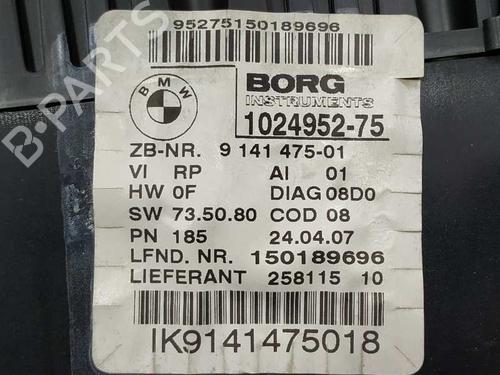 95275150189696
BMW
BORG
INSTRUMENTS
1024952-75
ZB-NR. 9 141 475-01
VI RP AI 01
HW 0F DIAG 08D0
SW 73.50.80 COD 08
PN 185 24.04.07
LFND. NR. 150189696
LIEFERANT 258115 10
IK9141475018
B-PARTS